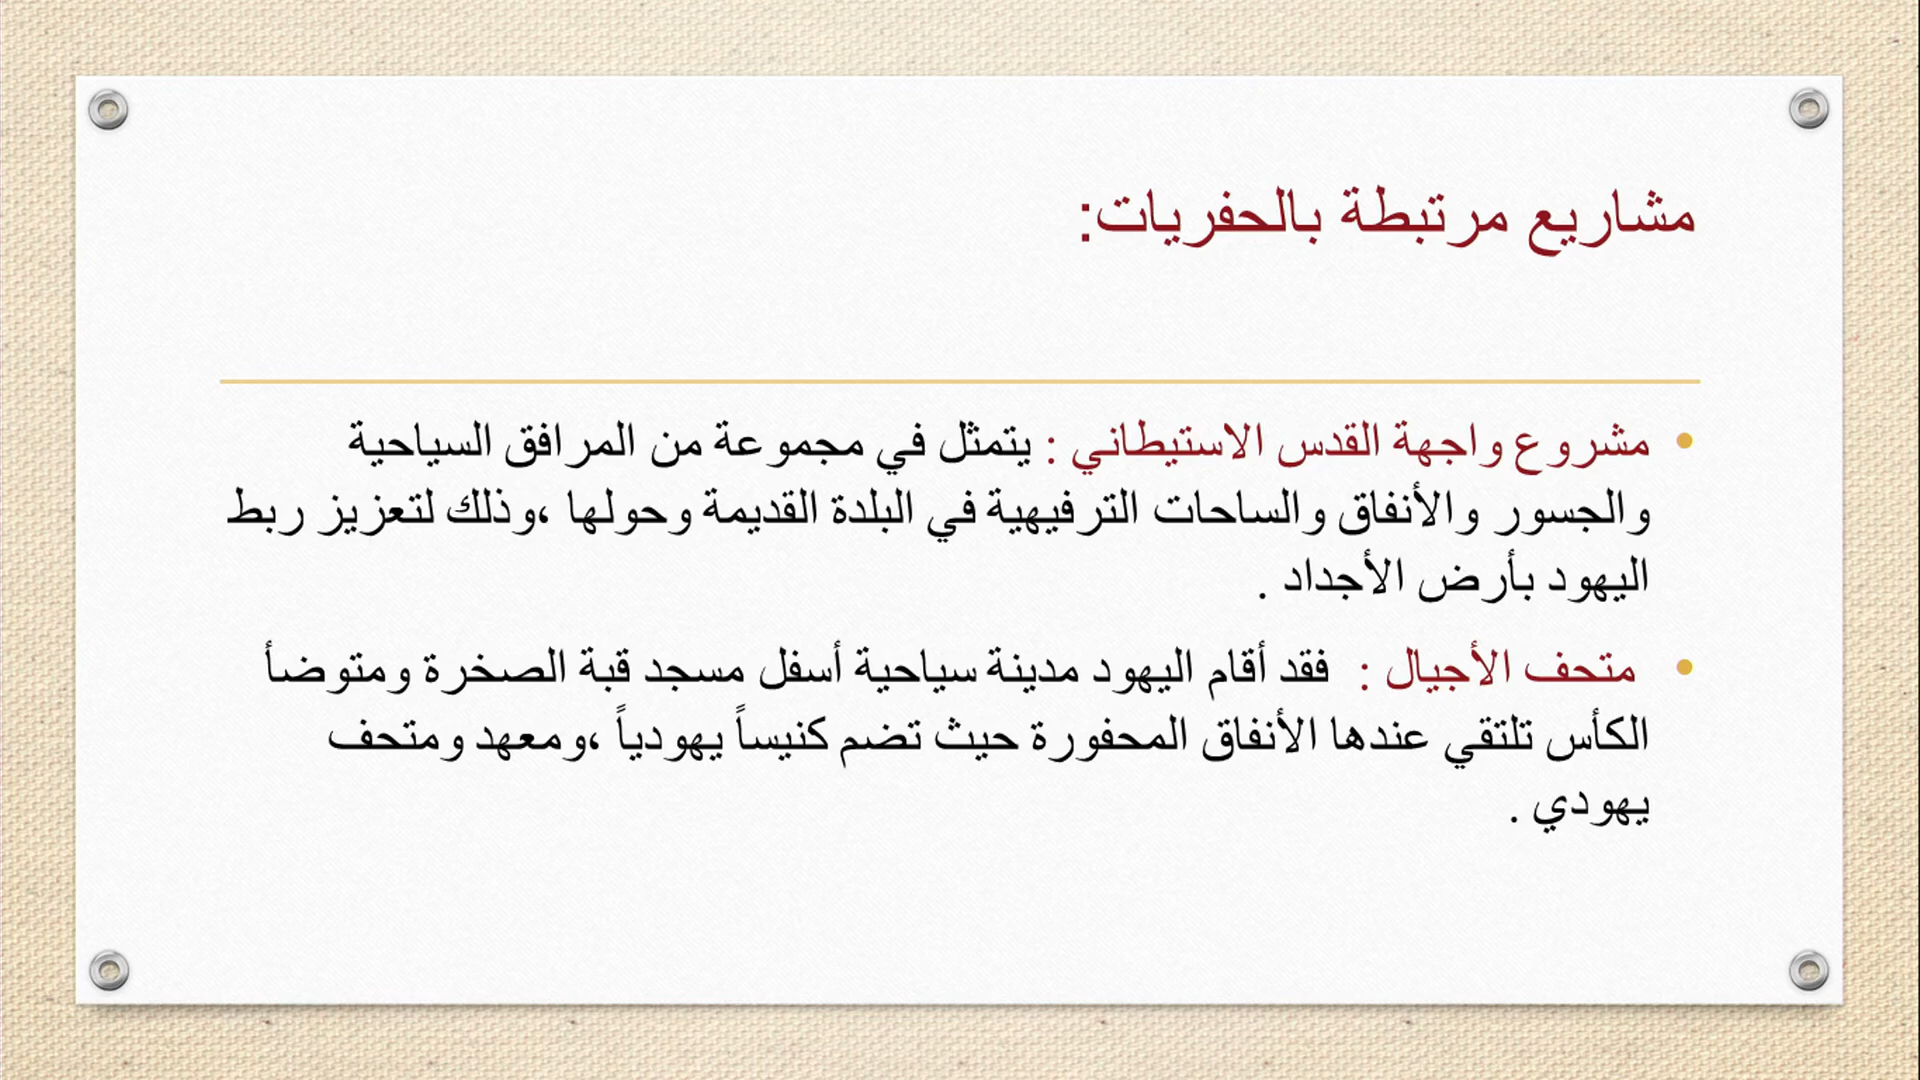 مشاريع مرتبطة بالحفريات:
مشروع واجهة القدس الاستيطاني : يتمثل في مجموعة من المرافق السياحية
والجسور والأنفاق والساحات الترفيهية في البلدة القديمة وحولها ،وذلك لتعزيز ربط
اليهود بأرض الأجداد .
متحف الأجيال : فقد أقام اليهود مدينة سياحية أسفل مسجد قبة الصخرة ومتوضأ
الكأس تلتقي عندها الأنفاق المحفورة حيث تضم كنيساً يهودياً ،ومعهد ومتحف
يهودي .